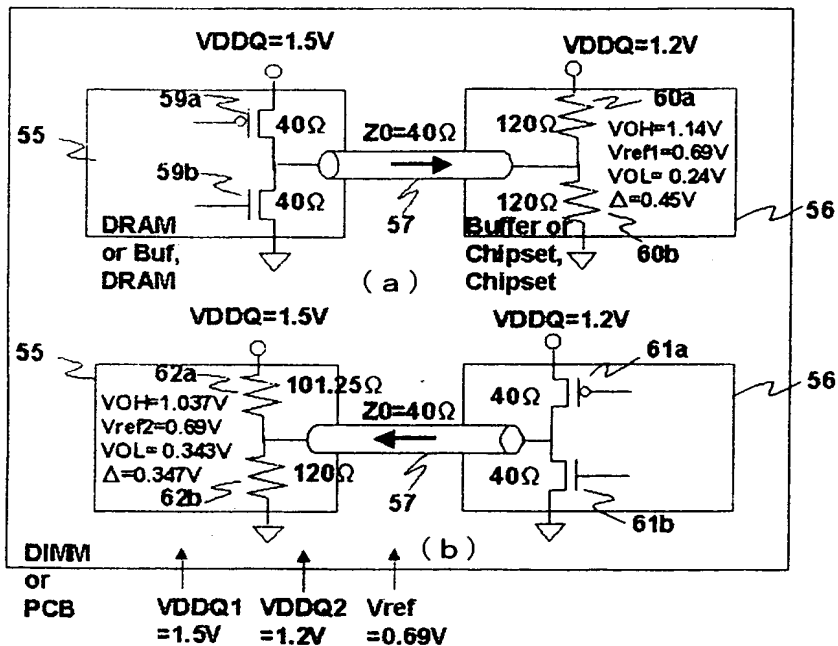 VDDQ=1.5V
VDDQ=1.2V
59a
60a
55
40Ω
Z0=40Ω
120Ω
VOH=1.14V
Vref1=0.69V
VOL= 0.24V
Δ=0.45V
59b
40Ω
120Ω
57
56
60b
DRAM
or Buf,
DRAM
Buffer or
Chipset,
Chipset
(a)
VDDQ=1.5V
VDDQ=1.2V
55
62a
101.25Ω
61a
56
VOH=1.037V
Vref2=0.69V
VOL= 0.343V
Δ=0.347V
Z0=40Ω
40Ω
120Ω
40Ω
62b
57
61b
(b)
DIMM
or
PCB
VDDQ1
=1.5V
VDDQ2
=1.2V
Vref
=0.69V